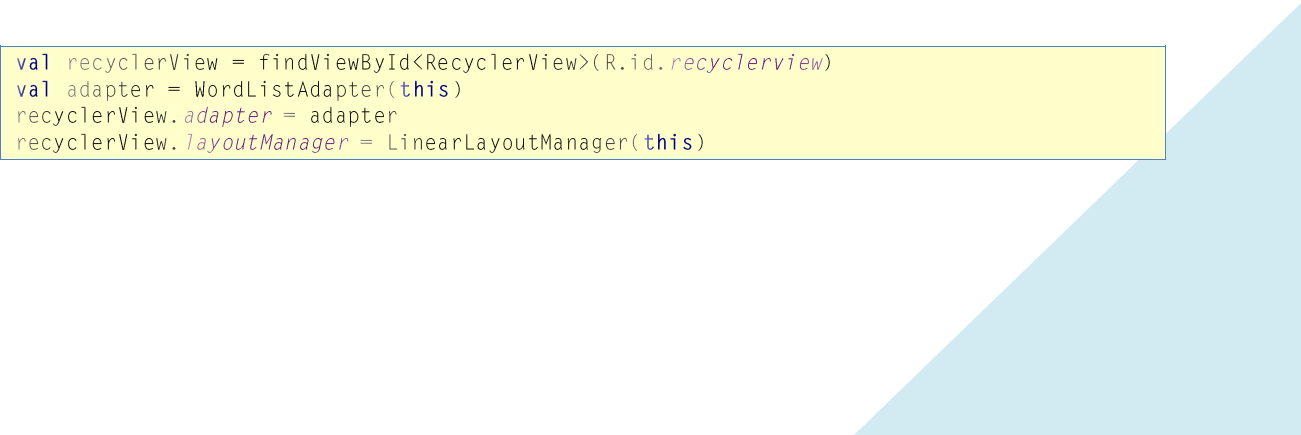 val recyclerView = findViewById<RecyclerView>(R.id.recyclerview)
val adapter = WordListAdapter(this)
recyclerView.adapter = adapter
recyclerView.layoutManager = LinearLayoutManager(this)